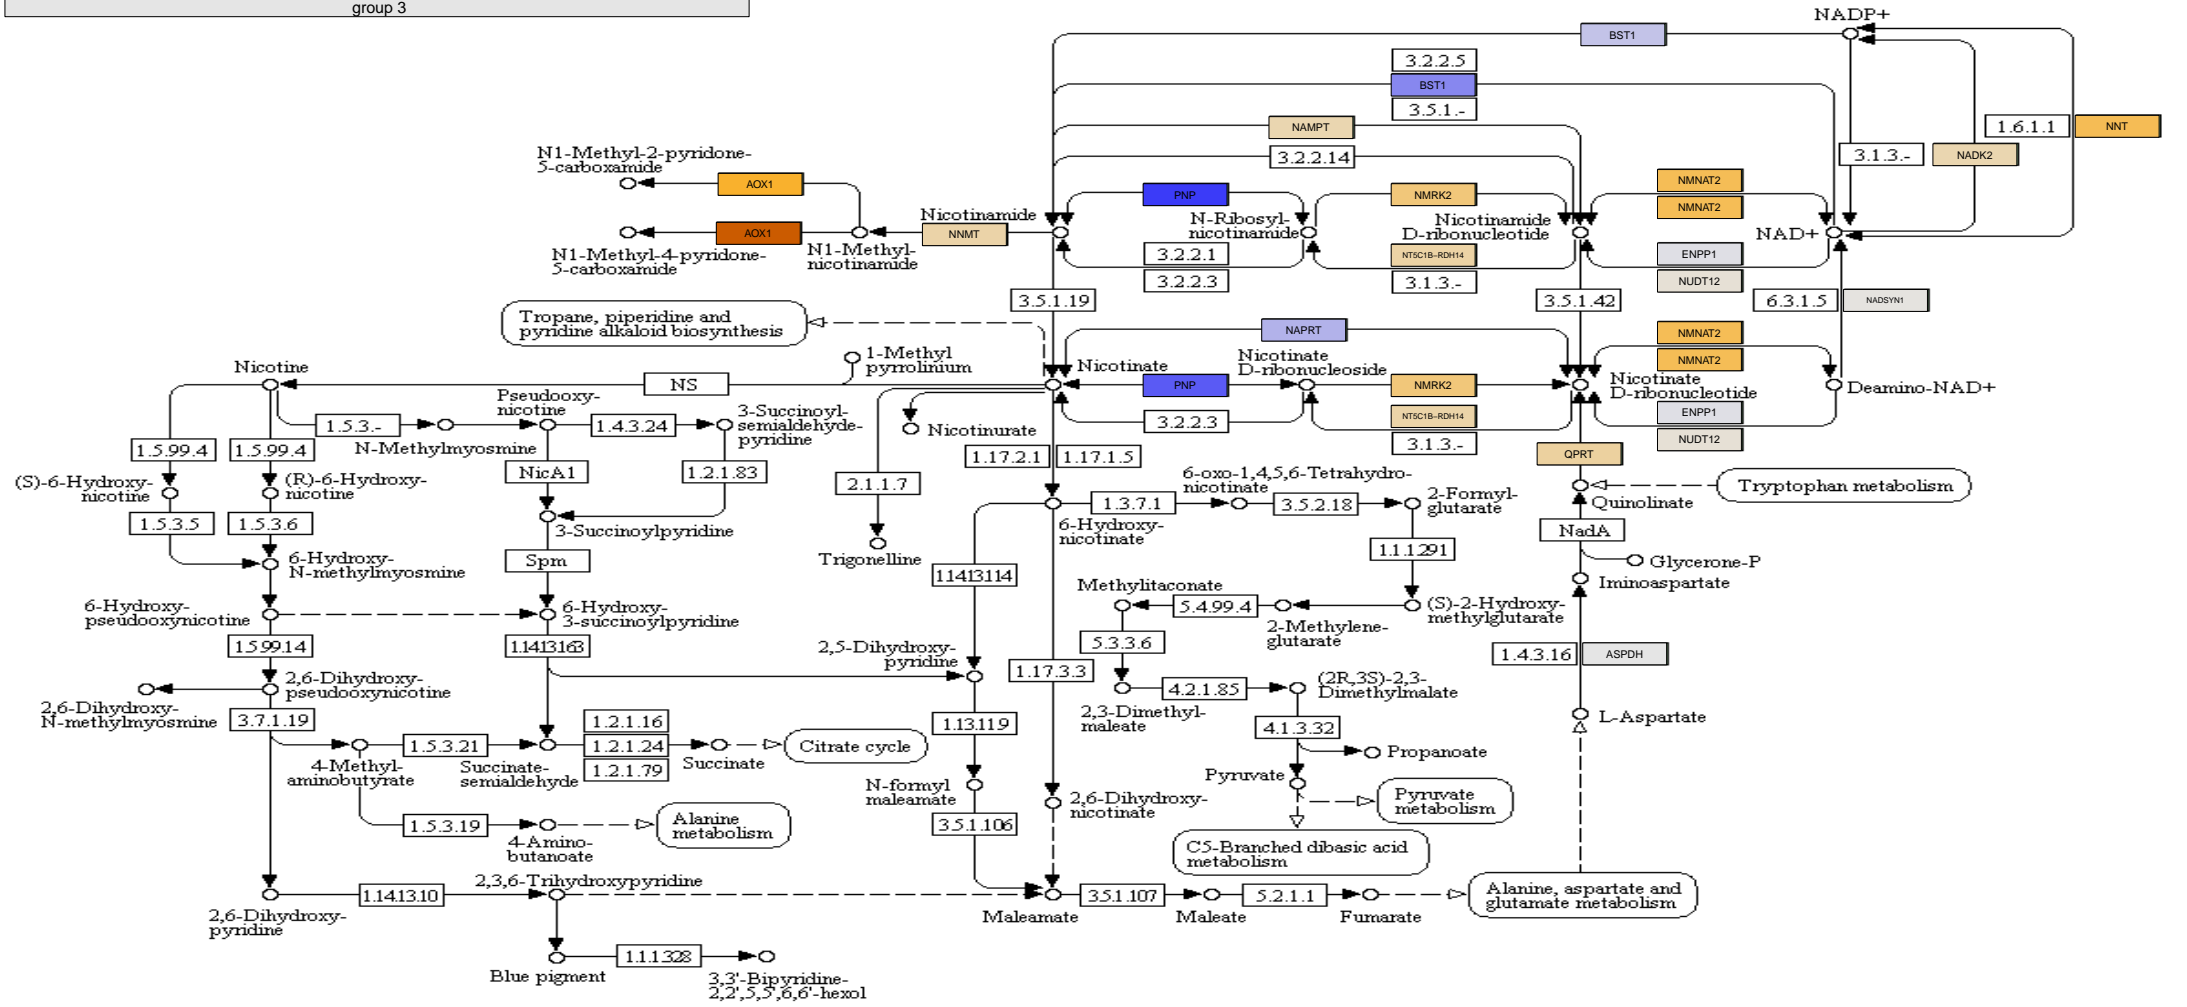 group 3
NADP+
BST1
3.2.2.5
BST1
3.5.1.-
NAMPT
3.2.2.14
1.6.1.1
NNT
3.1.3.-
NADK2
N1-Methyl-2-pyridone-
5-carboxamide
AOX1
AOX1
N1-Methyl-4-pyridone-
5-carboxamide
N1-Methyl-
nicotinamide
Nicotinamide
NNMT
PNP
N-Ribosyl-
nicotinamide
3.2.2.1
3.2.2.3
NMRK2
Nicotinamide
D-ribonucleotide
NT5C1B-RDH14
3.1.3.-
NMNAT2
NMNAT2
NAD+
ENPP1
NUDT12
3.5.1.19
3.5.1.42
6.3.1.5
NADSYN1
Tropane, piperidine and
pyridine alkaloid biosynthesis
NAPRT
NMNAT2
NMNAT2
1-Methyl
pyrrolinium
Nicotine
NS
Nicotinate
PNP
Nicotinate
D-ribonucleoside
NMRK2
Nicotinate
D-ribonucleotide
Deamino-NAD+
3.2.2.3
NT5C1B-RDH14
3.1.3.-
ENPP1
NUDT12
Pseudooxy-
nicotine
1.5.3.-
N-Methylmyosmine
1.4.3.24
3-Succinoyl-
semialdehyde-
pyridine
Nicotinurate
1.5.99.4
1.5.99.4
NicA1
1.2.1.83
2.1.1.7
1.17.2.1
1.17.1.5
QPRT
(S)-6-Hydroxy-
nicotine
(R)-6-Hydroxy-
nicotine
6-oxo-1,4,5,6-Tetrahydro-
nicotinate
Tryptophan metabolism
Quinolinate
1.5.3.5
1.5.3.6
3-Succinoylpyridine
1.3.7.1
3.5.2.18
2-Formyl-
glutarate
6-Hydroxy-
nicotinate
NadA
6-Hydroxy-
N-methylmyosmine
Spm
Trigonelline
1.1.1.291
Glycerone-P
1.14.13.114
Iminoaspartate
Methylitaconate
6-Hydroxy-
pseudooxynicotine
6-Hydroxy-
3-succinoylpyridine
5.4.99.4
2-Methylene-
glutarate
(S)-2-Hydroxy-
methylglutarate
1.5.99.14
1.14.13.163
2,5-Dihydroxy-
pyridine
5.3.3.6
1.4.3.16
ASPDH
1.17.3.3
2,6-Dihydroxy-
pseudooxynicotine
2,6-Dihydroxy-
N-methylmyosmine
4.2.1.85
(2R,3S)-2,3-
Dimethylmalate
2,3-Dimethyl-
maleate
L-Aspartate
3.7.1.19
1.2.1.16
1.2.1.24
1.2.1.79
1.13.11.9
4.1.3.32
1.5.3.21
Citrate cycle
4-Methyl-
aminobutyrate
Succinate-
semialdehyde
Succinate
Propanoate
Pyruvate
N-formyl
maleamate
2,6-Dihydroxy-
nicotinate
Pyruvate
metabolism
1.5.3.19
Alanine
metabolism
3.5.1.106
4-Amino-
butanoate
C5-Branched dibasic acid
metabolism
1.14.13.10
2,3,6-Trihydroxypyridine
2,6-Dihydroxy-
pyridine
Maleamate
3.5.1.107
Maleate
5.2.1.1
Fumarate
Alanine, aspartate and
glutamate metabolism
Blue pigment
1.1.1.328
3,3'-Bipyridine-
2,2',5,5',6,6'-hexol